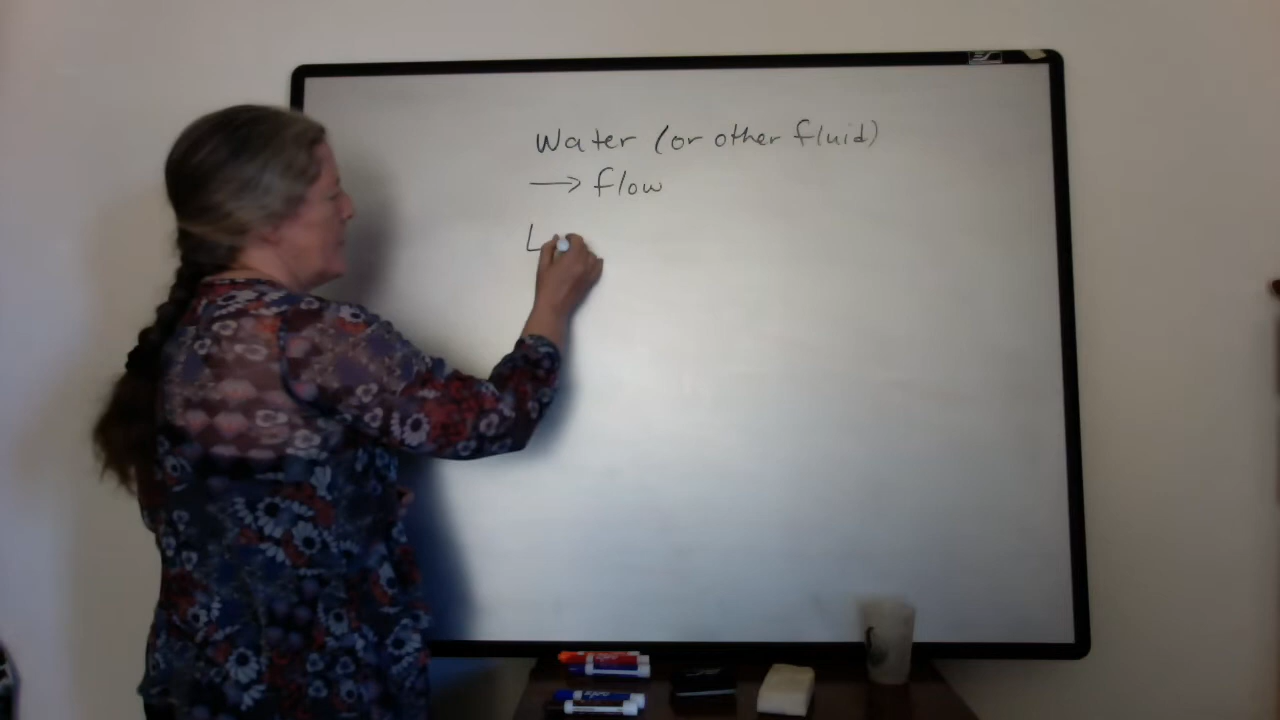 Water (or other fluid)
→ flow
L